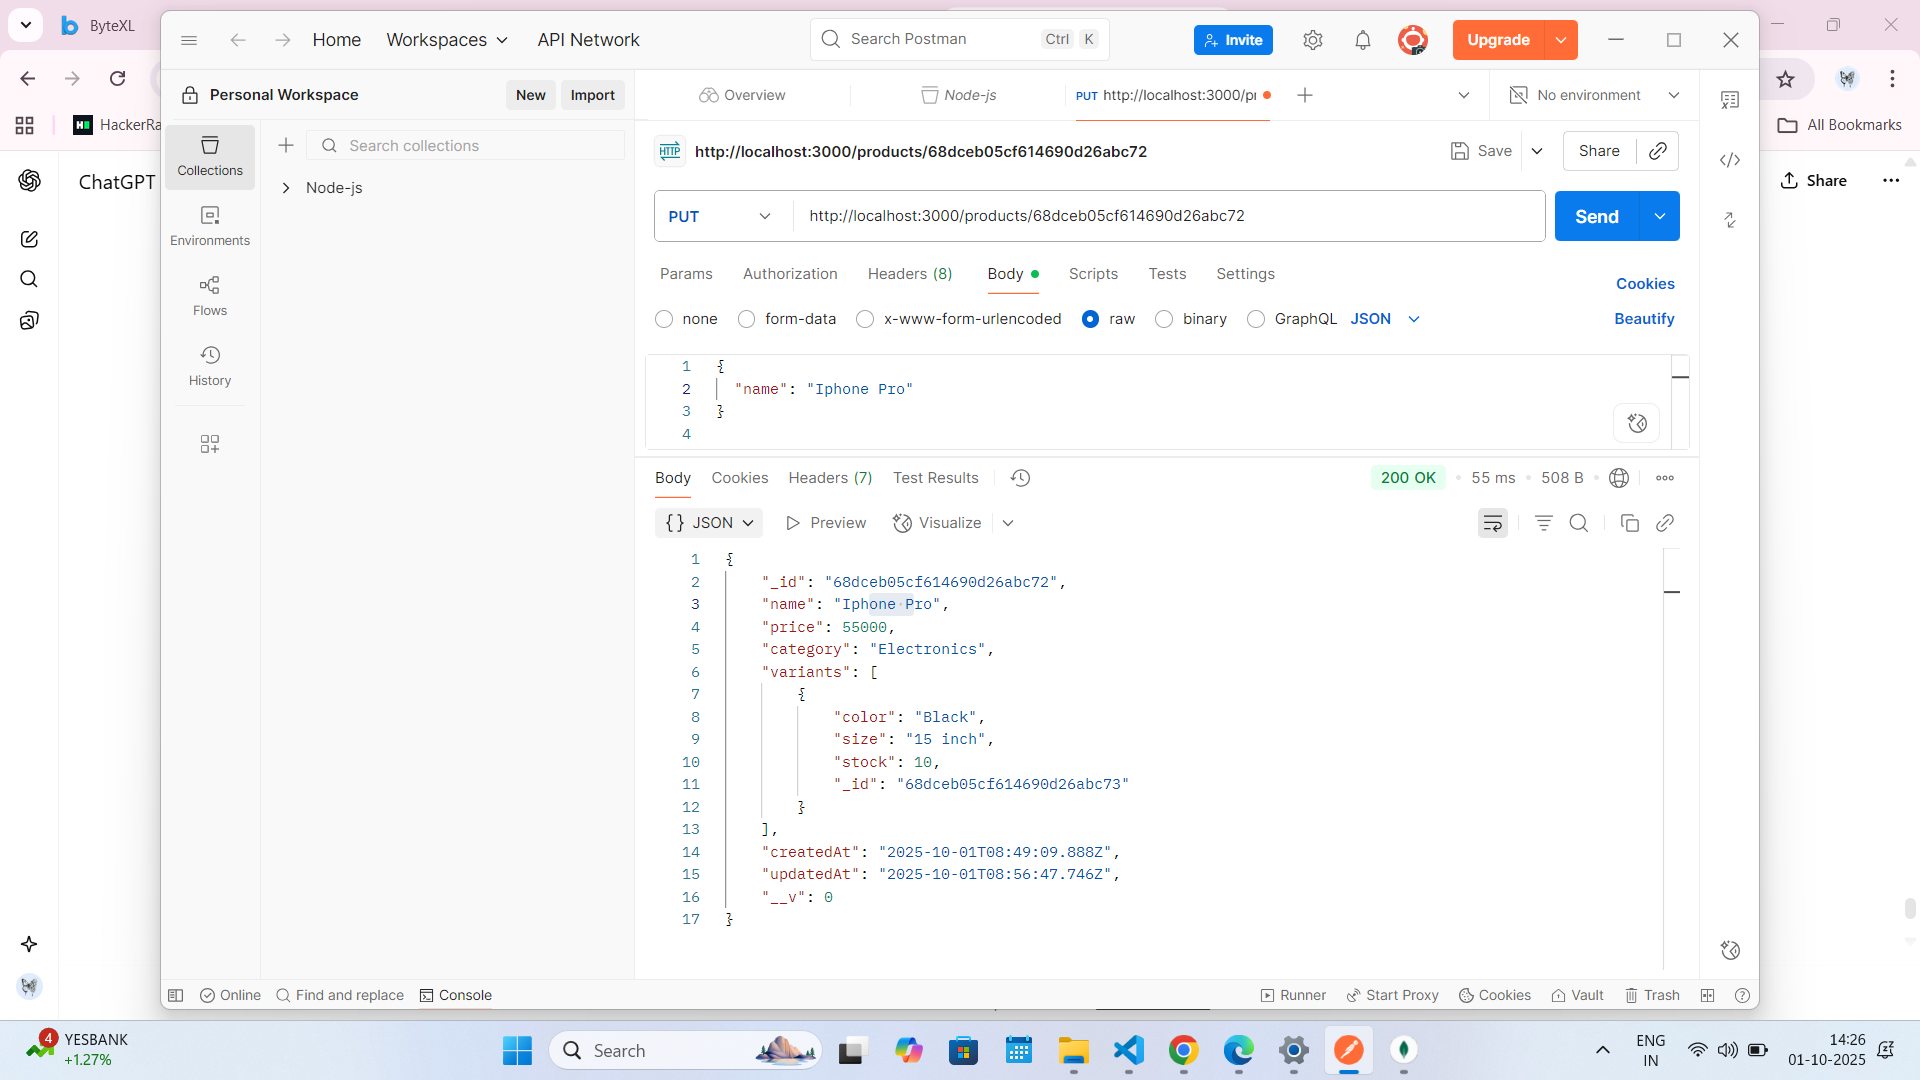 ByteXL
HackerRa
All Bookmarks
ChatGPT
Share
Home
Workspaces
API Network
Search Postman
Ctrl
K
Invite
Upgrade
Personal Workspace
New
Import
Overview
Node-js
PUT http://localhost:3000/pr
No environment
Collections
Environments
Flows
History
Search collections
Node-js
HTTP
http://localhost:3000/products/68dceb05cf614690d26abc72
Save
Share
PUT
http://localhost:3000/products/68dceb05cf614690d26abc72
Send
Params
Authorization
Headers (8)
Body
Scripts
Tests
Settings
Cookies
none
form-data
x-www-form-urlencoded
raw
binary
GraphQL
JSON
Beautify
1 {
2 "name": "Iphone Pro"
3 }
4
Body
Cookies
Headers (7)
Test Results
200 OK
55 ms
508 B
{} JSON
Preview
Visualize
1 {
2 "_id": "68dceb05cf614690d26abc72",
3 "name": "Iphone Pro",
4 "price": 55000,
5 "category": "Electronics",
6 "variants": [
7 {
8 "color": "Black",
9 "size": "15 inch",
10 "stock": 10,
11 "_id": "68dceb05cf614690d26abc73"
12 }
13 ],
14 "createdAt": "2025-10-01T08:49:09.888Z",
15 "updatedAt": "2025-10-01T08:56:47.746Z",
16 "__v": 0
17 }
Online
Find and replace
Console
Runner
Start Proxy
Cookies
Vault
Trash
4
YESBANK
+1.27%
Search
ENG
IN
14:26
01-10-2025